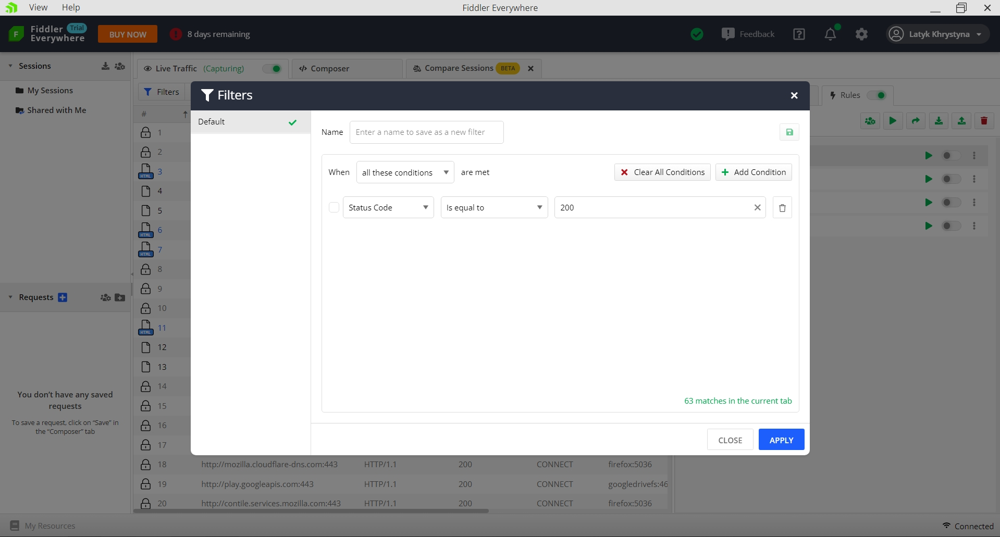 View Help Fiddler Everywhere
Fiddler Trial
Everywhere
BUY NOW 8 days remaining Feedback Latyk Khrystyna
Sessions
My Sessions
Shared with Me
Live Traffic (Capturing) Composer Compare Sessions BETA
Filters Rules
#
1
2
HTML 3
4
5
HTML 6
HTML 7
8
9
10
HTML 11
12
13
14
15
16
17
18 http://mozilla.cloudflare-dns.com:443 HTTP/1.1 200 CONNECT firefox:5036
19 http://play.googleapis.com:443 HTTP/1.1 200 CONNECT googledrivefs:46
20 http://contile.services.mozilla.com:443 HTTP/1.1 200 CONNECT firefox:5036
Filters
Default
Name Enter a name to save as a new filter
When all these conditions are met Clear All Conditions Add Condition
Status Code Is equal to 200
63 matches in the current tab
CLOSE APPLY
Requests
You don't have any saved
requests
To save a request, click on “Save” in
the “Composer” tab
My Resources Connected